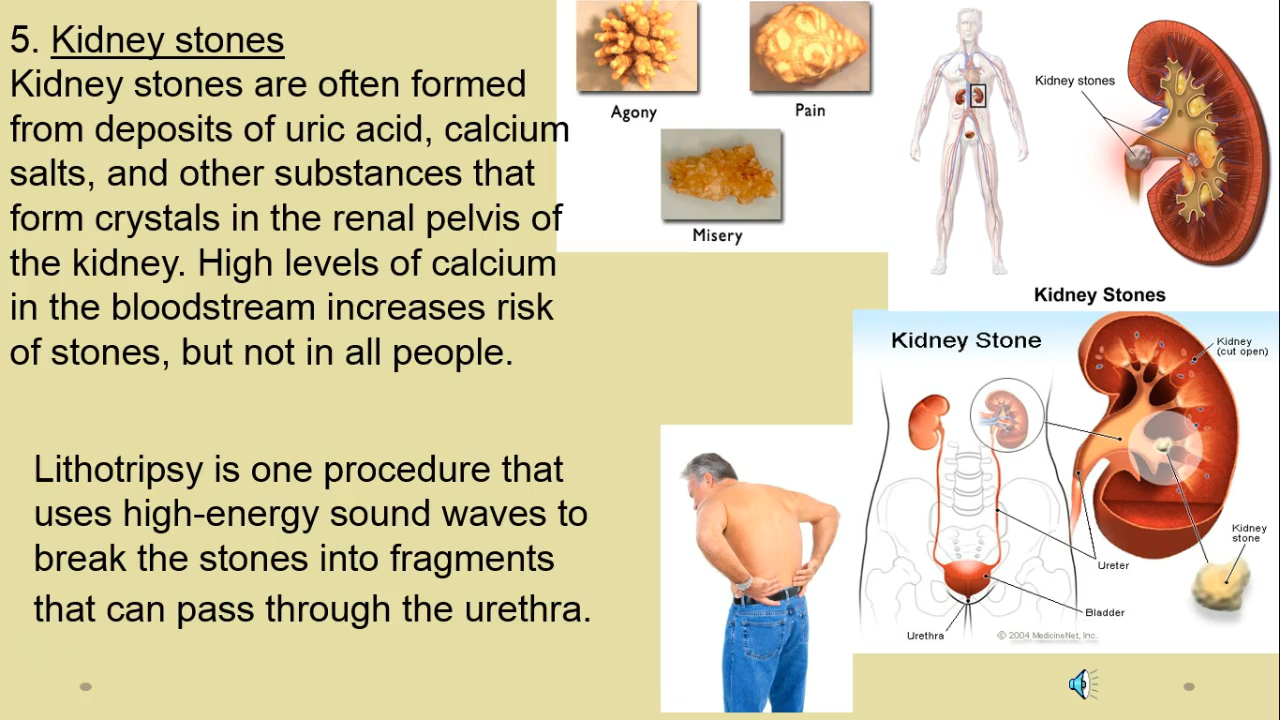 5. Kidney stones
Kidney stones are often formed
from deposits of uric acid, calcium
salts, and other substances that
form crystals in the renal pelvis of
the kidney. High levels of calcium
in the bloodstream increases risk
of stones, but not in all people.
Lithotripsy is one procedure that
uses high-energy sound waves to
break the stones into fragments
that can pass through the urethra.
Agony
Pain
Misery
Kidney stones
Kidney Stones
Kidney Stone
Kidney
(cut open)
Kidney
stone
Ureter
Bladder
Urethra
© 2004 MedicineNet, Inc.